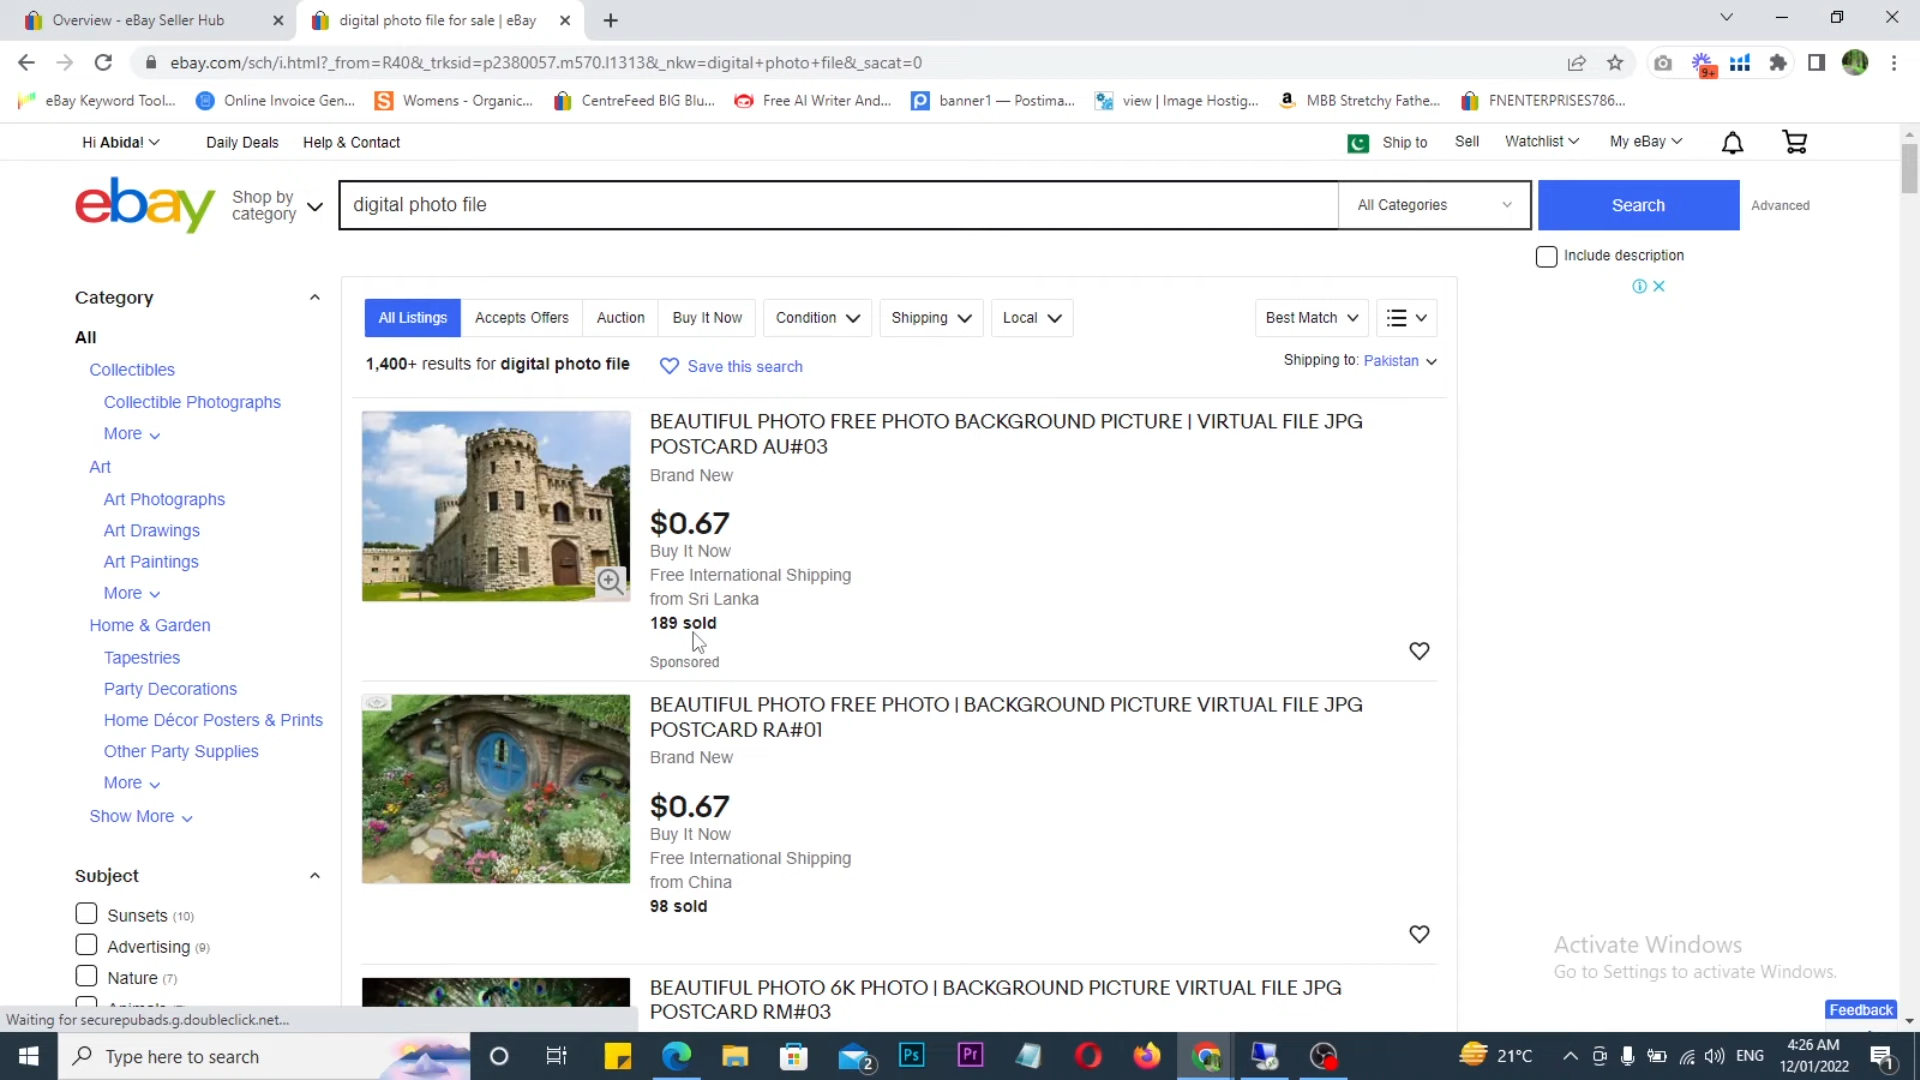 Overview - eBay Seller Hub
digital photo file for sale | eBay
ebay.com/sch/i.html?_from=R40&_trksid=p2380057.m570.l1313&_nkw=digital+photo+file&_sacat=0
9+
eBay Keyword Tool...
Online Invoice Gen...
Womens - Organic...
CentreFeed BIG Blu...
Free AI Writer And...
banner1 — Postima...
view | Image Hostig...
MBB Stretchy Fathe...
FNENTERPRISES786...
Hi Abida!
Daily Deals
Help & Contact
Ship to
Sell
Watchlist
My eBay
ebay
Shop by
category
digital photo file
All Categories
Search
Advanced
Include description
Category
All
Collectibles
Collectible Photographs
More
Art
Art Photographs
Art Drawings
Art Paintings
More
Home & Garden
Tapestries
Party Decorations
Home Décor Posters & Prints
Other Party Supplies
More
Show More
Subject
Sunsets (10)
Advertising (9)
Nature (7)
All Listings
Accepts Offers
Auction
Buy It Now
Condition
Shipping
Local
Best Match
1,400+ results for digital photo file
Save this search
Shipping to: Pakistan
BEAUTIFUL PHOTO FREE PHOTO BACKGROUND PICTURE | VIRTUAL FILE JPG
POSTCARD AU#03
Brand New
$0.67
Buy It Now
Free International Shipping
from Sri Lanka
189 sold
Sponsored
BEAUTIFUL PHOTO FREE PHOTO | BACKGROUND PICTURE VIRTUAL FILE JPG
POSTCARD RA#01
Brand New
$0.67
Buy It Now
Free International Shipping
from China
98 sold
BEAUTIFUL PHOTO 6K PHOTO | BACKGROUND PICTURE VIRTUAL FILE JPG
POSTCARD RM#03
Activate Windows
Go to Settings to activate Windows.
Feedback
Waiting for securepubads.g.doubleclick.net...
Type here to search
2
Ps
Pr
21°C
ENG
4:26 AM
12/01/2022
1